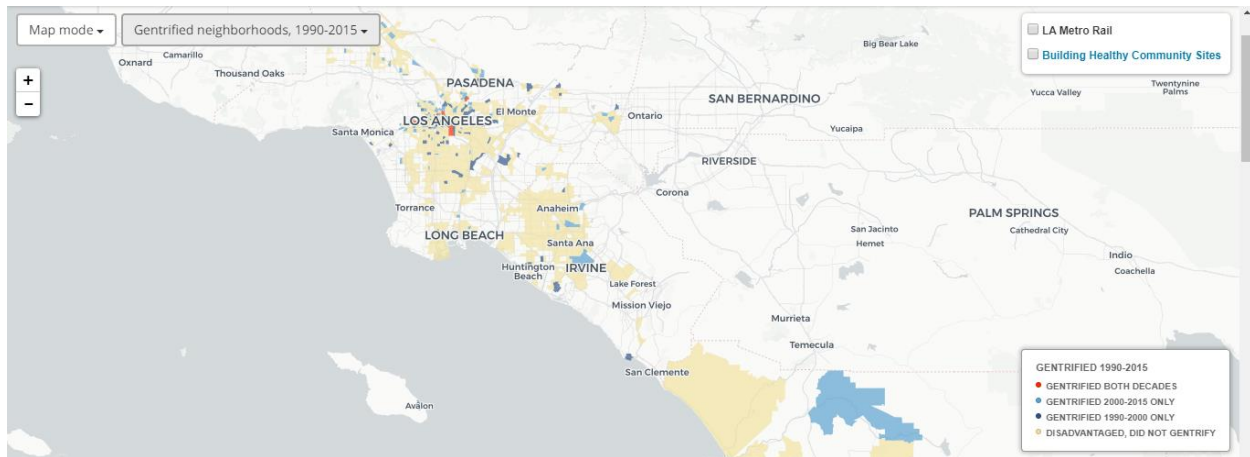 Map mode
Gentrified neighborhoods, 1990-2015
LA Metro Rail
Building Healthy Community Sites
+
−
Oxnard
Camarillo
Thousand Oaks
PASADENA
El Monte
LOS ANGELES
Santa Monica
Ontario
SAN BERNARDINO
Big Bear Lake
Yucca Valley
Twentynine
Palms
Yucaipa
RIVERSIDE
Corona
Torrance
Anaheim
LONG BEACH
Santa Ana
Huntington
Beach
IRVINE
Lake Forest
Mission Viejo
San Jacinto
Hemet
PALM SPRINGS
Cathedral City
Indio
Coachella
Murrieta
Temecula
San Clemente
Avalon
GENTRIFIED 1990-2015
GENTRIFIED BOTH DECADES
GENTRIFIED 2000-2015 ONLY
GENTRIFIED 1990-2000 ONLY
DISADVANTAGED, DID NOT GENTRIFY